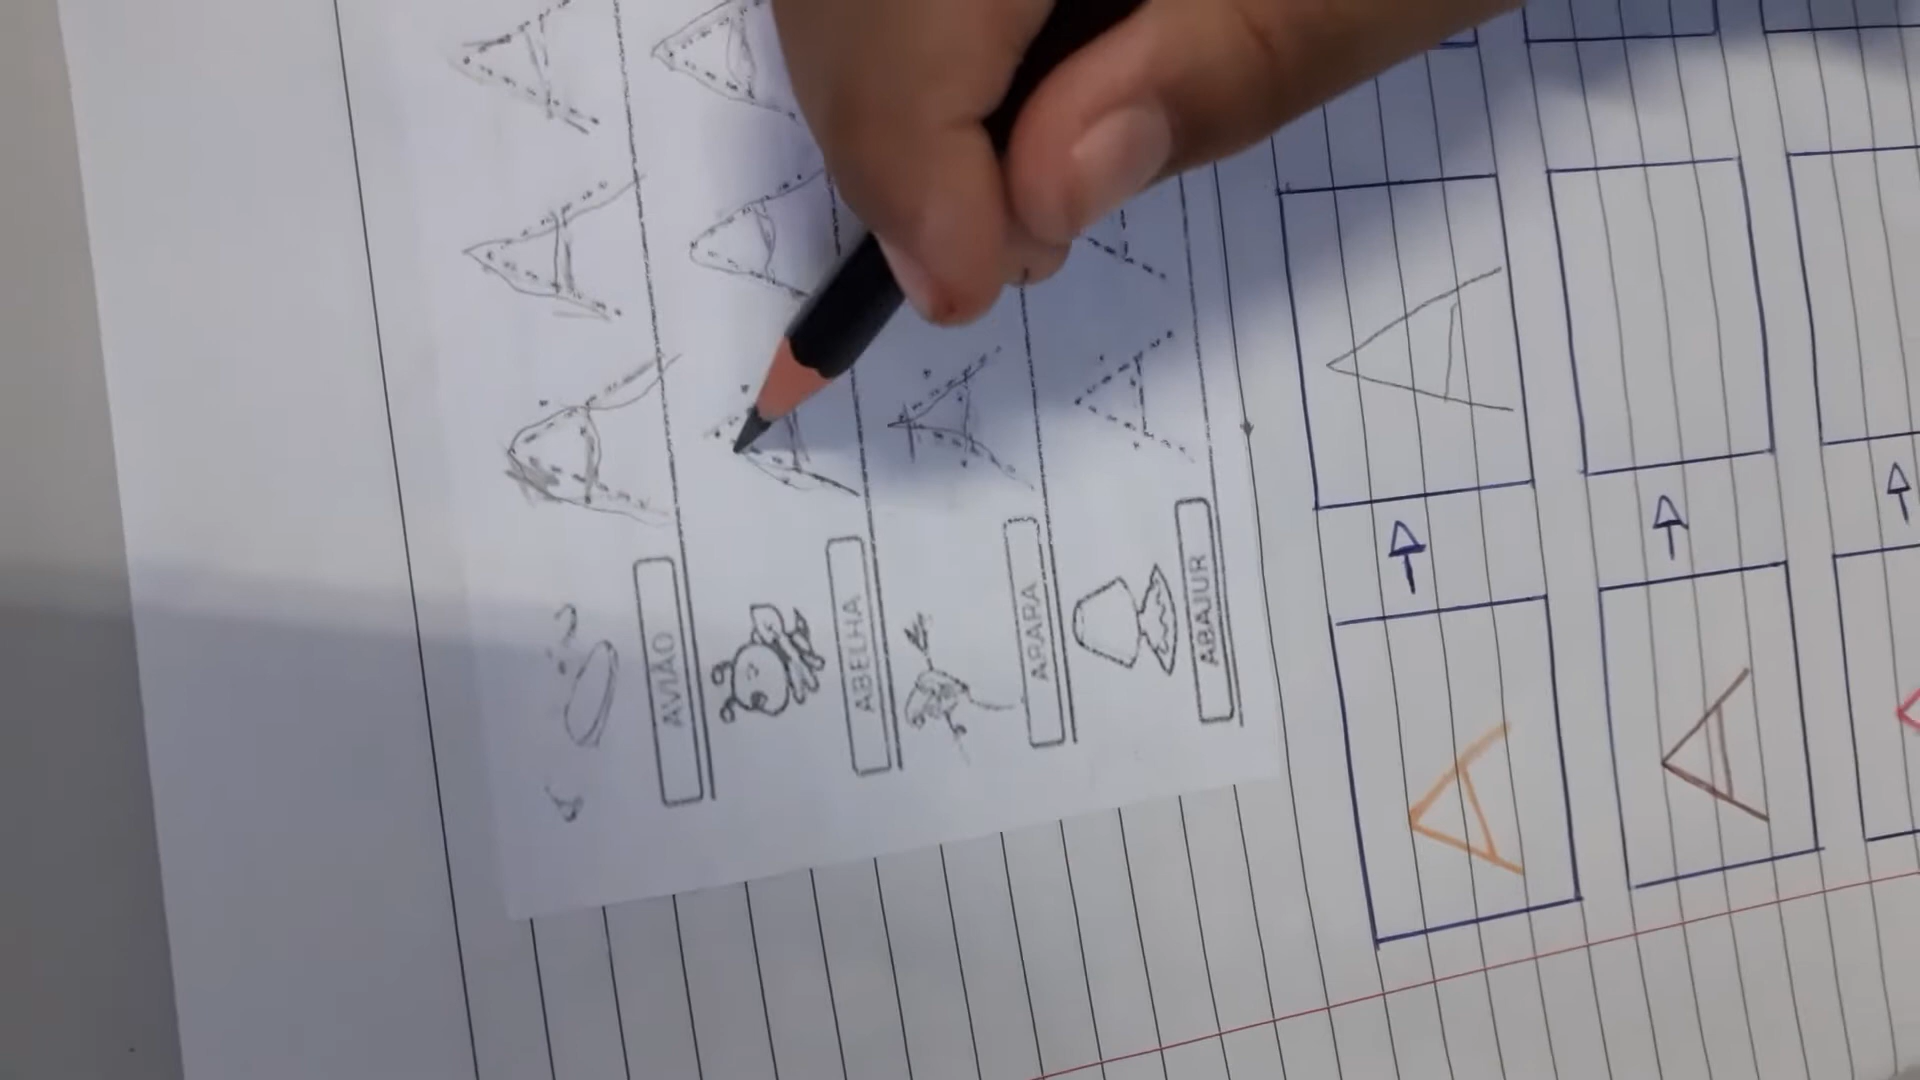 A A A
AVIÃO
A A A
ABELHA
A
ARARA
A A
ABAJUR
A → A
A →